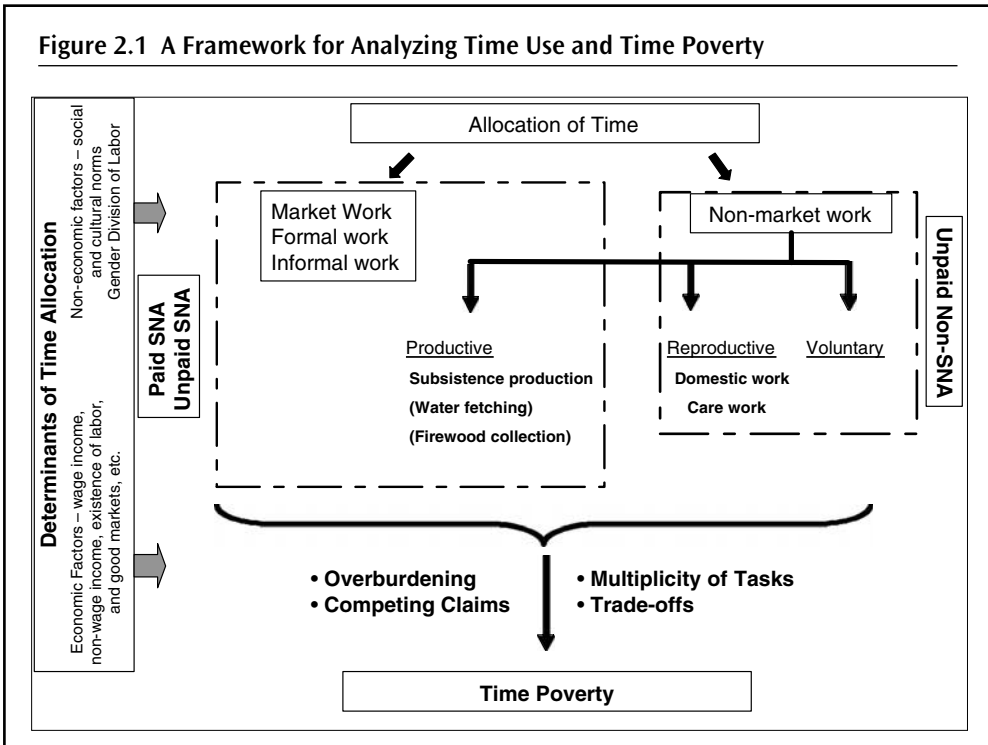 Figure 2.1 A Framework for Analyzing Time Use and Time Poverty
Determinants of Time Allocation
Non-economic factors – social
and cultural norms
Gender Division of Labor
Economic Factors – wage income,
non-wage income, existence of labor,
and good markets, etc.
Allocation of Time
Paid SNA
Unpaid SNA
Market Work
Formal work
Informal work
Non-market work
Unpaid Non-SNA
Productive
Subsistence production
(Water fetching)
(Firewood collection)
Reproductive
Domestic work
Care work
Voluntary
• Overburdening
• Competing Claims
• Multiplicity of Tasks
• Trade-offs
Time Poverty